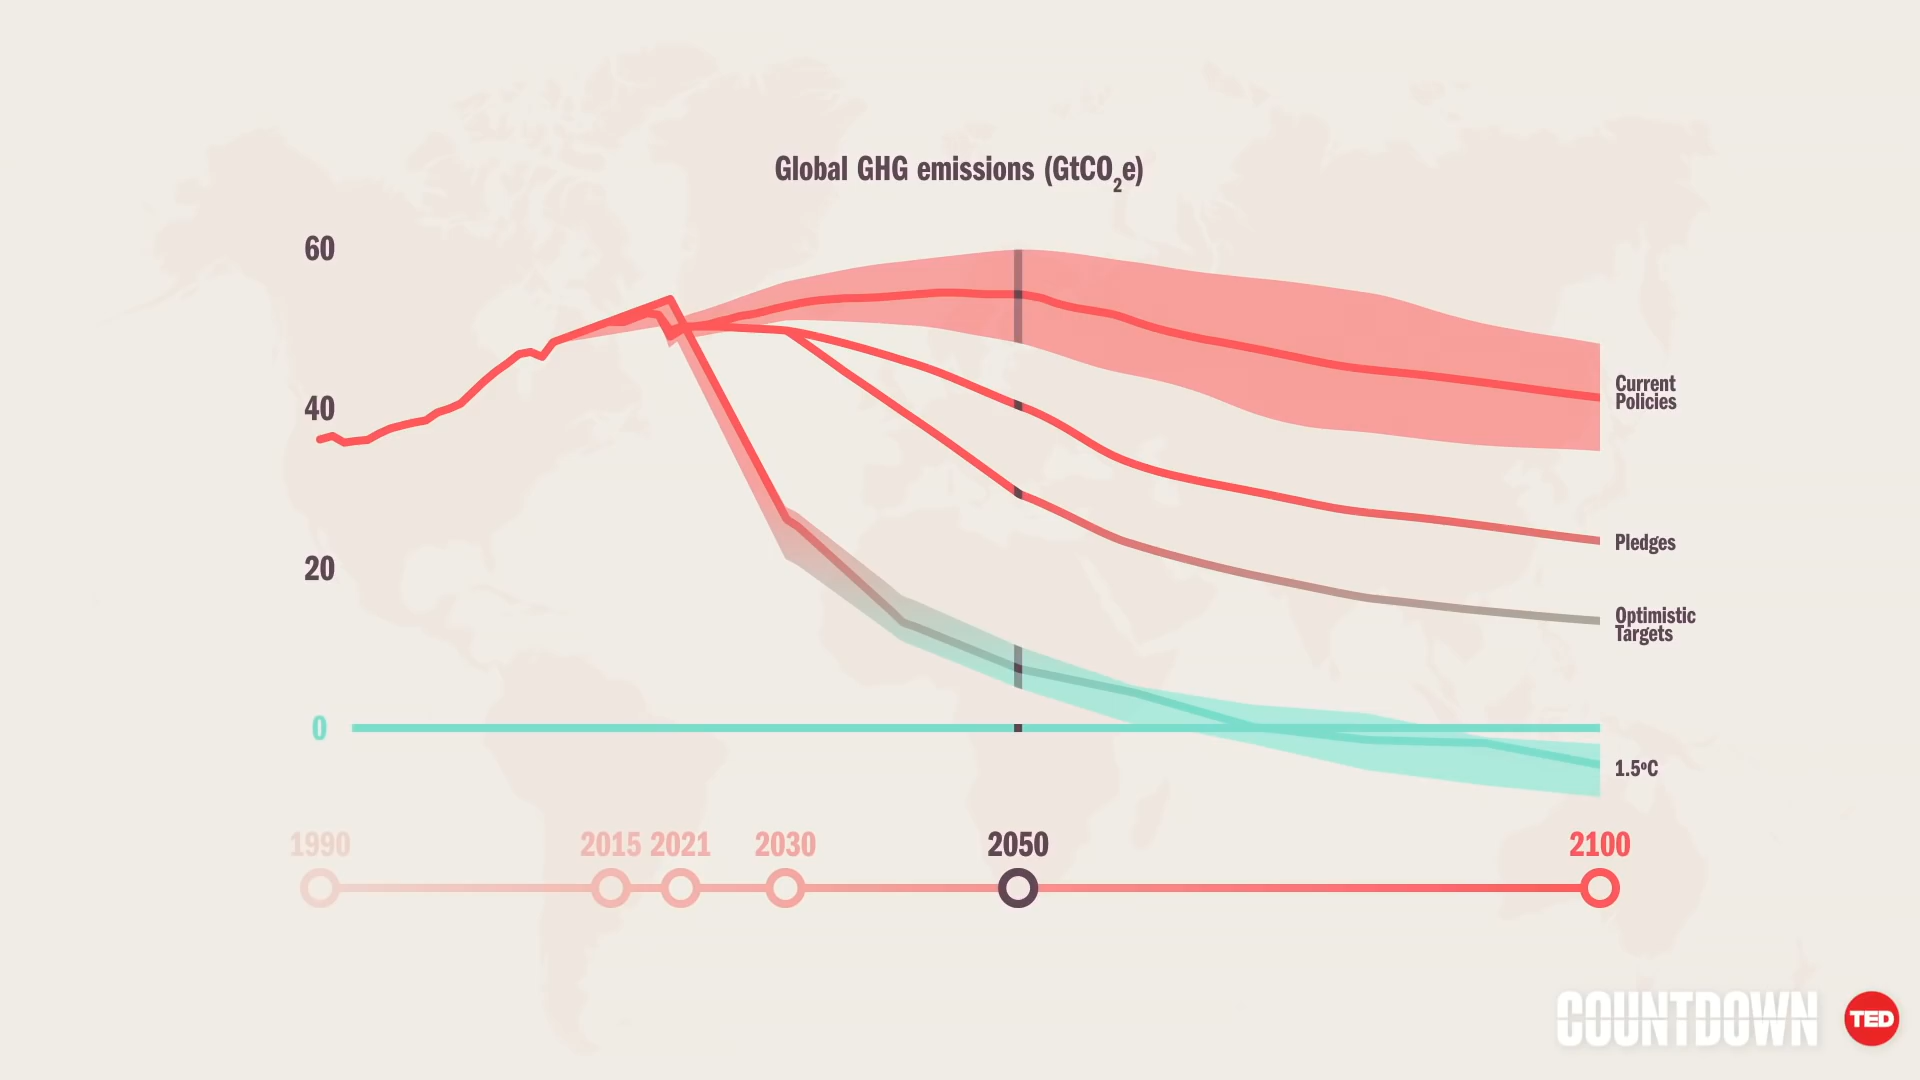 Global GHG emissions (GtCO₂e)
60
40
20
0
Current
Policies
Pledges
Optimistic
Targets
1.5ºC
1990
2015
2021
2030
2050
2100
COUNTDOWN
TED